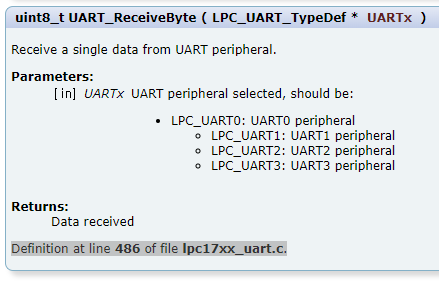 uint8_t UART_ReceiveByte ( LPC_UART_TypeDef * UARTx )
Receive a single data from UART peripheral.
Parameters:
[in] UARTx UART peripheral selected, should be:
• LPC_UART0: UART0 peripheral
◦ LPC_UART1: UART1 peripheral
◦ LPC_UART2: UART2 peripheral
◦ LPC_UART3: UART3 peripheral
Returns:
Data received
Definition at line 486 of file lpc17xx_uart.c.